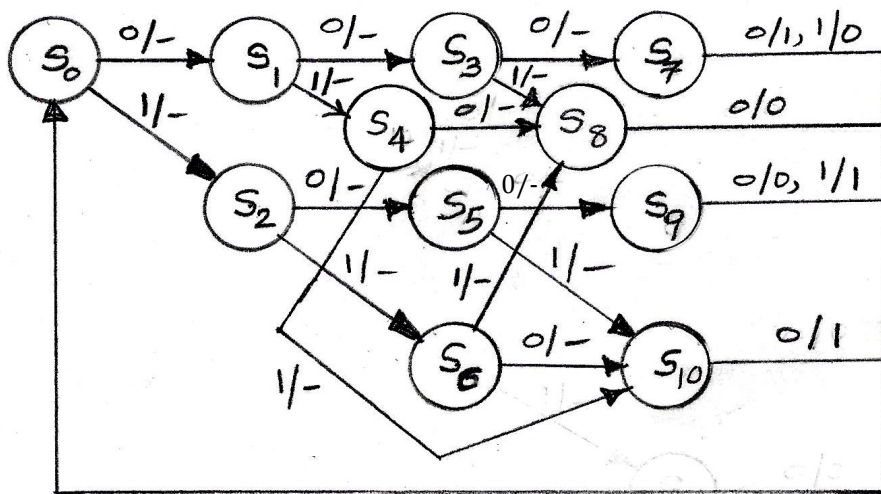 S0 0/- S1 0/- S3 0/- S7 0/1, 1/0
1/- 1/- 1/-
S4 0/- S8 0/0
S2 0/- S5 0/- S9 0/0, 1/1
1/- 1/- 1/-
S6 0/- S10 0/1
1/-